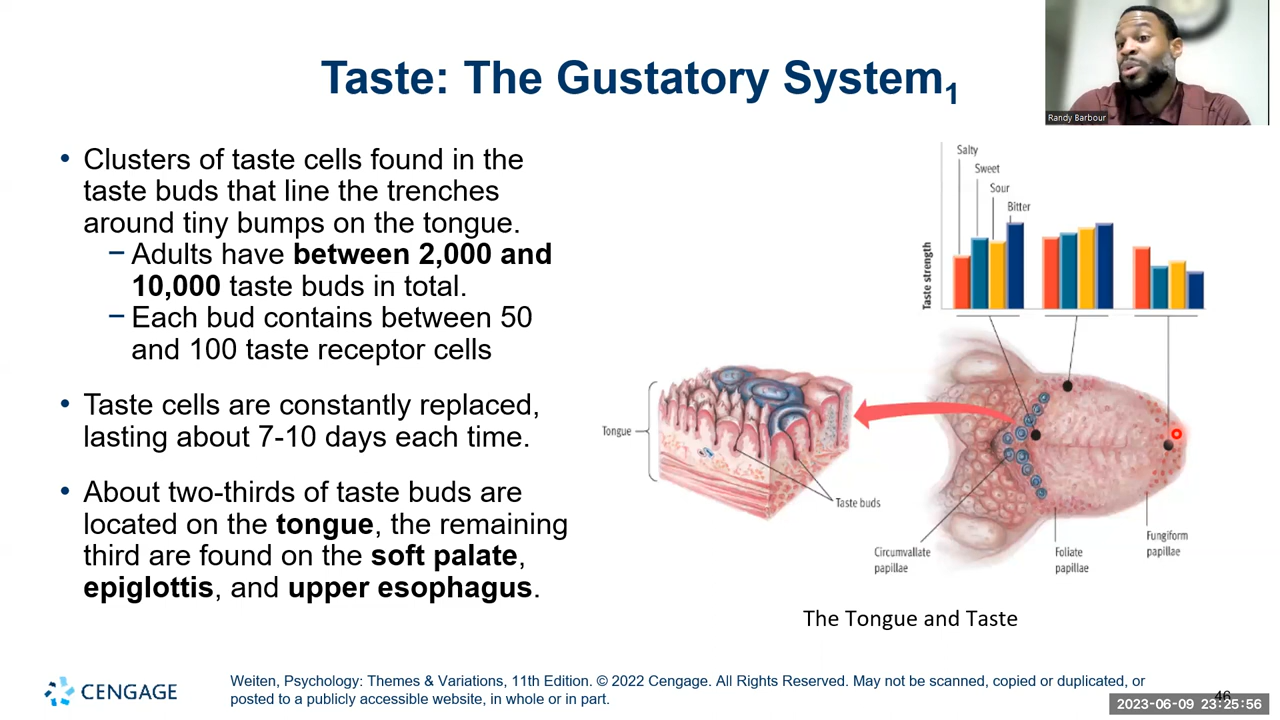 Taste: The Gustatory System1
Randy Barbour
• Clusters of taste cells found in the
taste buds that line the trenches
around tiny bumps on the tongue.
– Adults have between 2,000 and
10,000 taste buds in total.
– Each bud contains between 50
and 100 taste receptor cells
• Taste cells are constantly replaced,
lasting about 7-10 days each time.
• About two-thirds of taste buds are
located on the tongue, the remaining
third are found on the soft palate,
epiglottis, and upper esophagus.
Salty
Sweet
Sour
Bitter
Taste strength
Tongue
Taste buds
Circumvallate
papillae
Foliate
papillae
Fungiform
papillae
The Tongue and Taste
CENGAGE
Weiten, Psychology: Themes & Variations, 11th Edition. © 2022 Cengage. All Rights Reserved. May not be scanned, copied or duplicated, or
posted to a publicly accessible website, in whole or in part.
46
2023-06-09 23:25:56